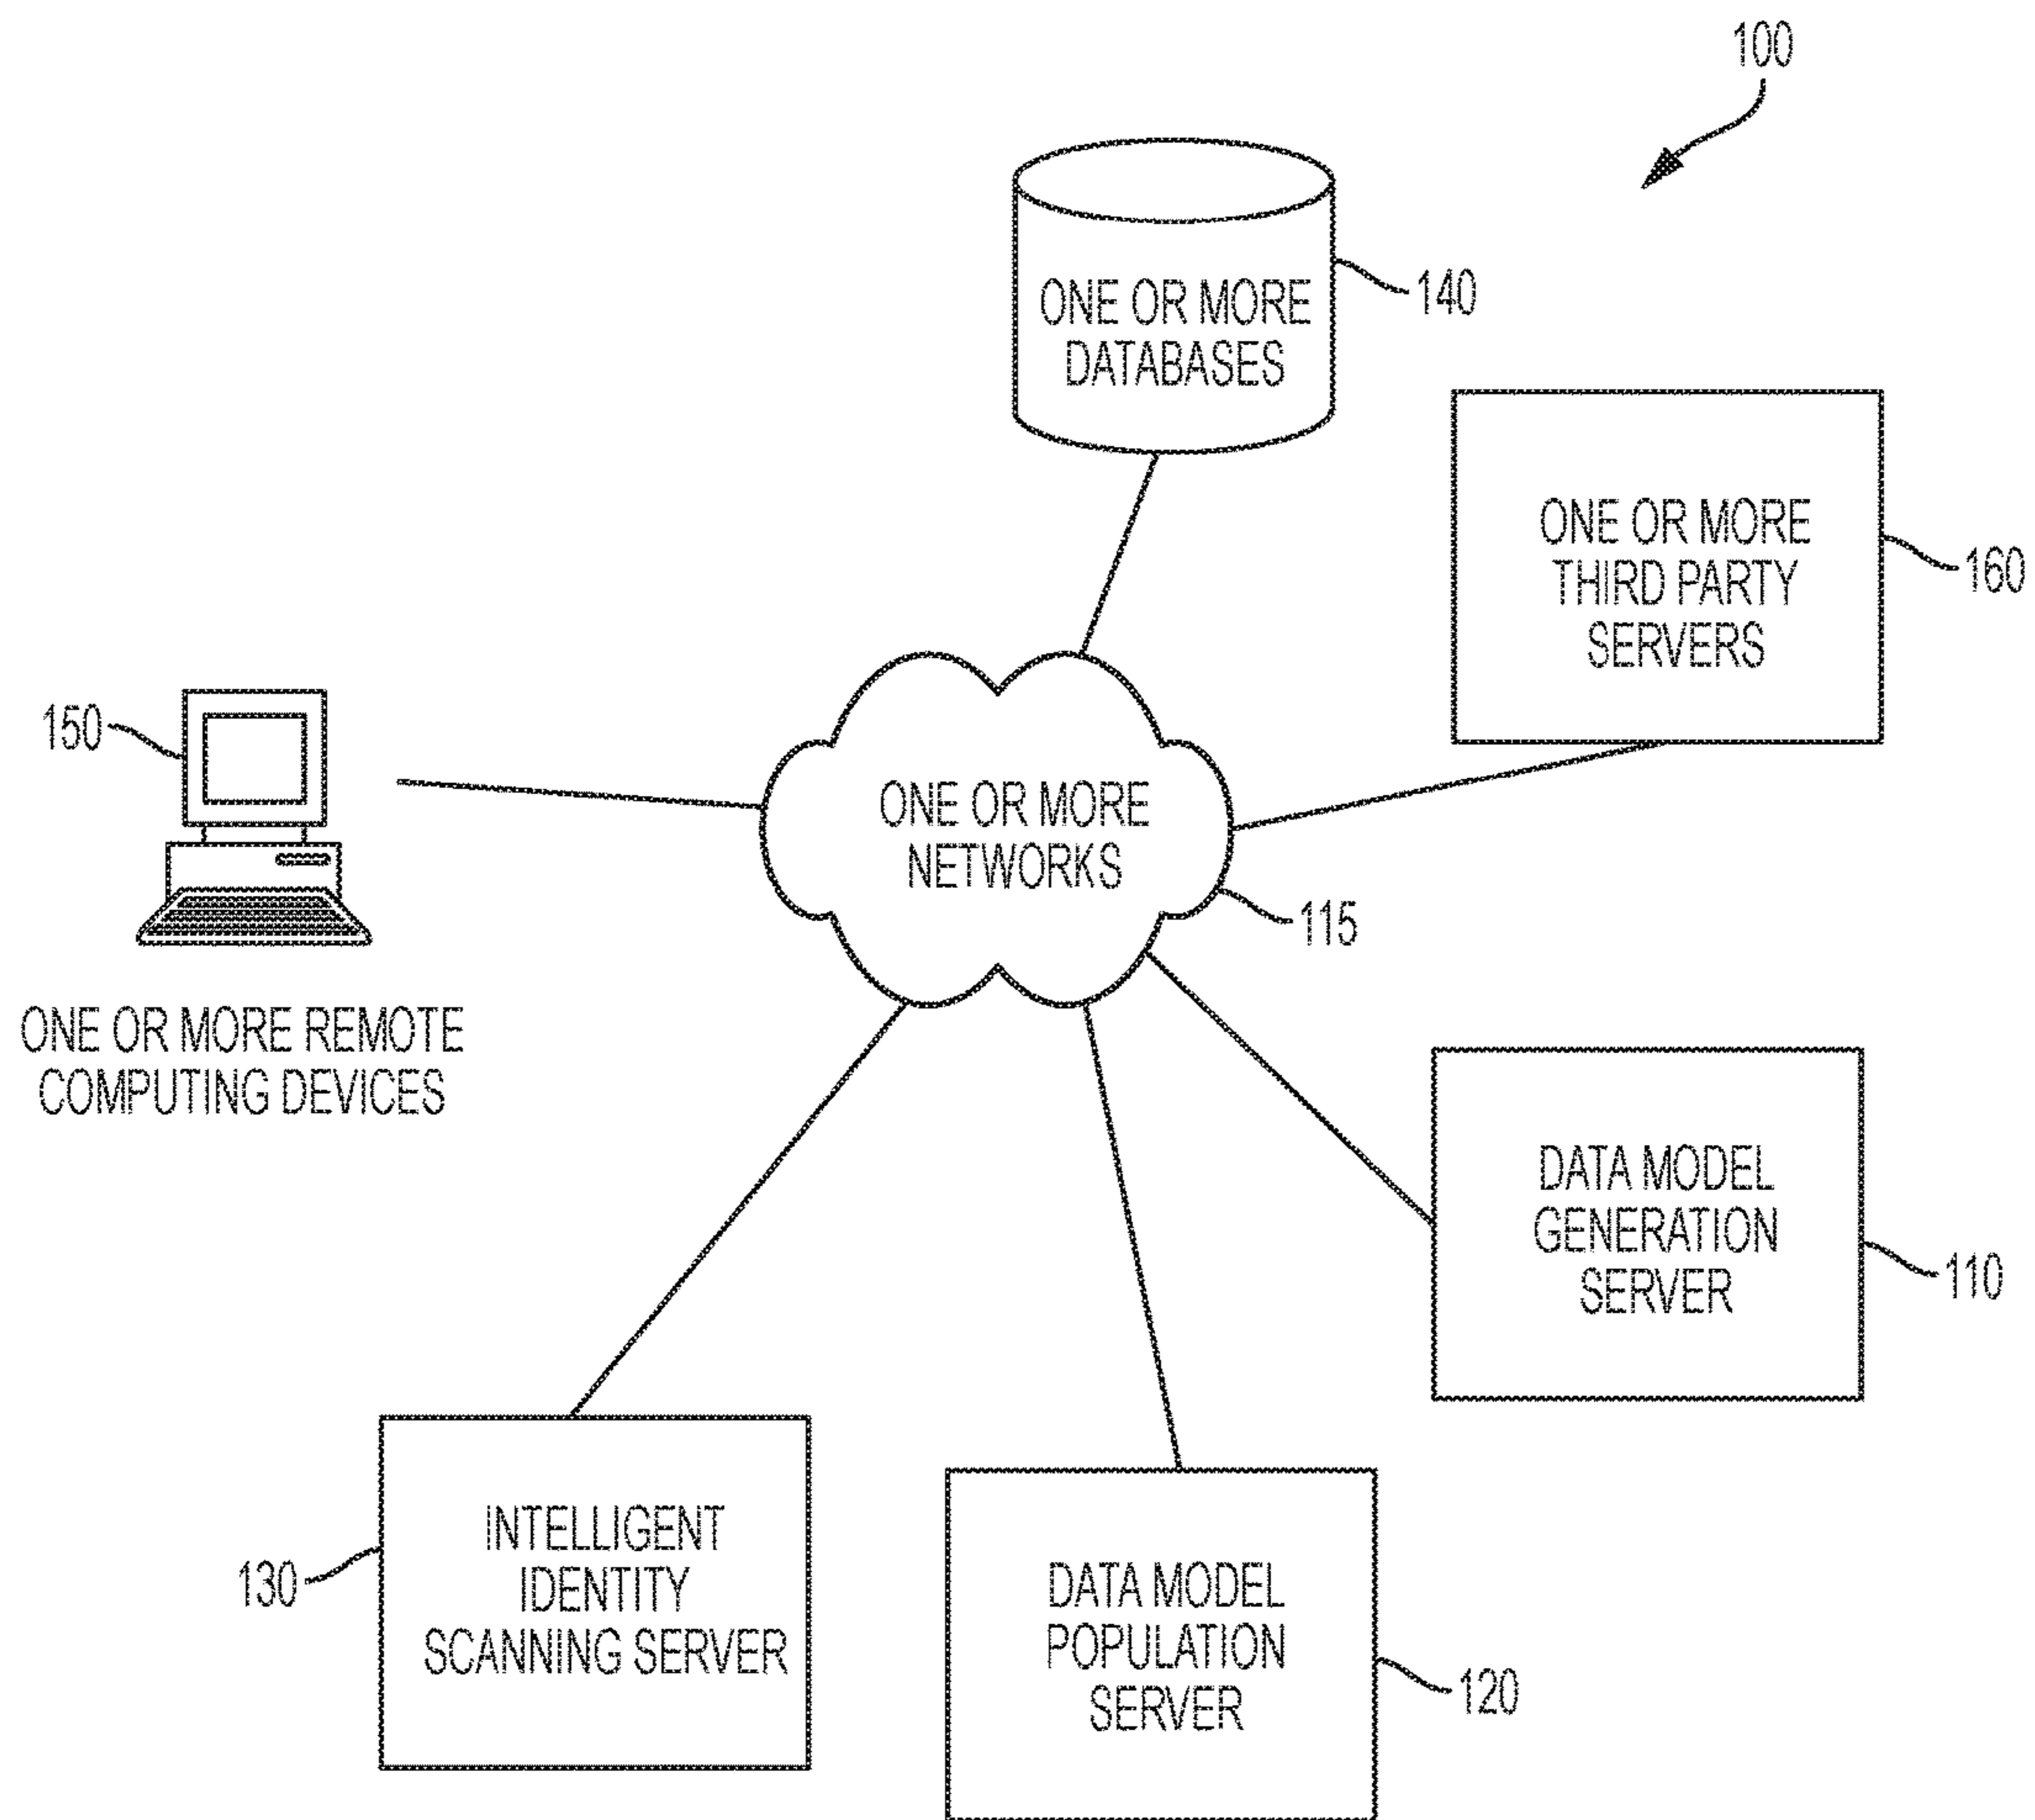 100
ONE OR MORE
DATABASES
140
ONE OR MORE
THIRD PARTY
SERVERS
160
150
ONE OR MORE
NETWORKS
115
ONE OR MORE REMOTE
COMPUTING DEVICES
DATA MODEL
GENERATION
SERVER
110
INTELLIGENT
IDENTITY
SCANNING SERVER
130
DATA MODEL
POPULATION
SERVER
120